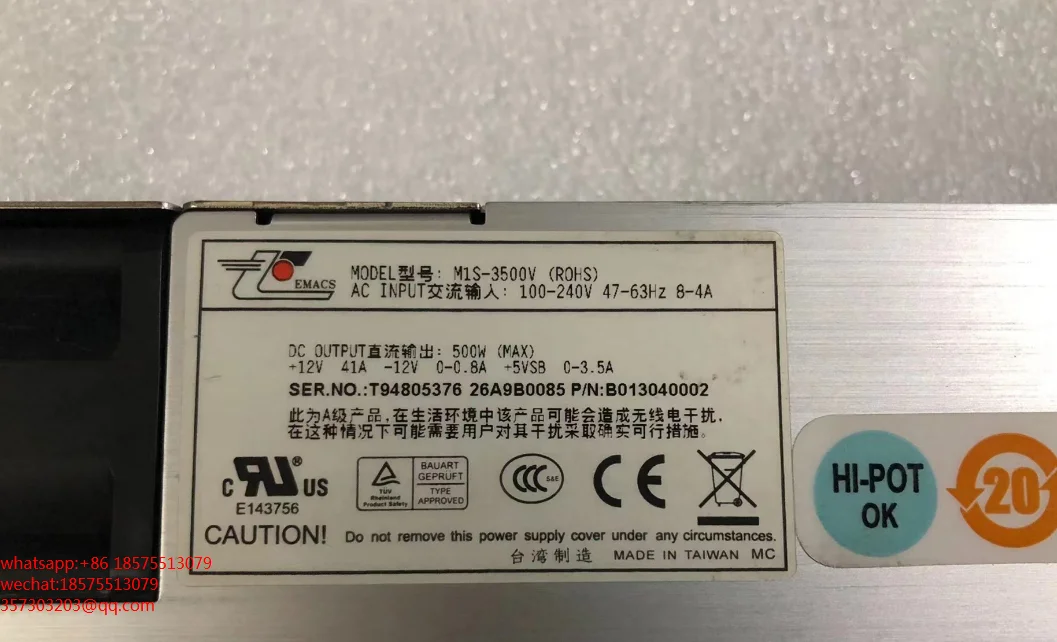 EMACS
MODEL型号: M1S-3500V (ROHS)
AC INPUT交流输入: 100-240V 47-63Hz 8-4A
DC OUTPUT直流输出: 500W (MAX)
+12V 41A -12V 0-0.8A +5VSB 0-3.5A
SER.NO.:T94805376 26A9B0085 P/N:B013040002
此为A级产品,在生活环境中该产品可能会造成无线电干扰.
在这种情况下可能需要用户对其干扰采取确实可行措施。
c RU ® US
E143756
TÜV
Rheinland
Product Safety
BAUART
GEPRUFT
TYPE
APPROVED
CCC S&E
CE
CAUTION! Do not remove this power supply cover under any circumstances.
台湾制造 MADE IN TAIWAN MC
HI-POT
OK
20
whatsapp:+86 18575513079
wechat:18575513079
357303203@qq.com